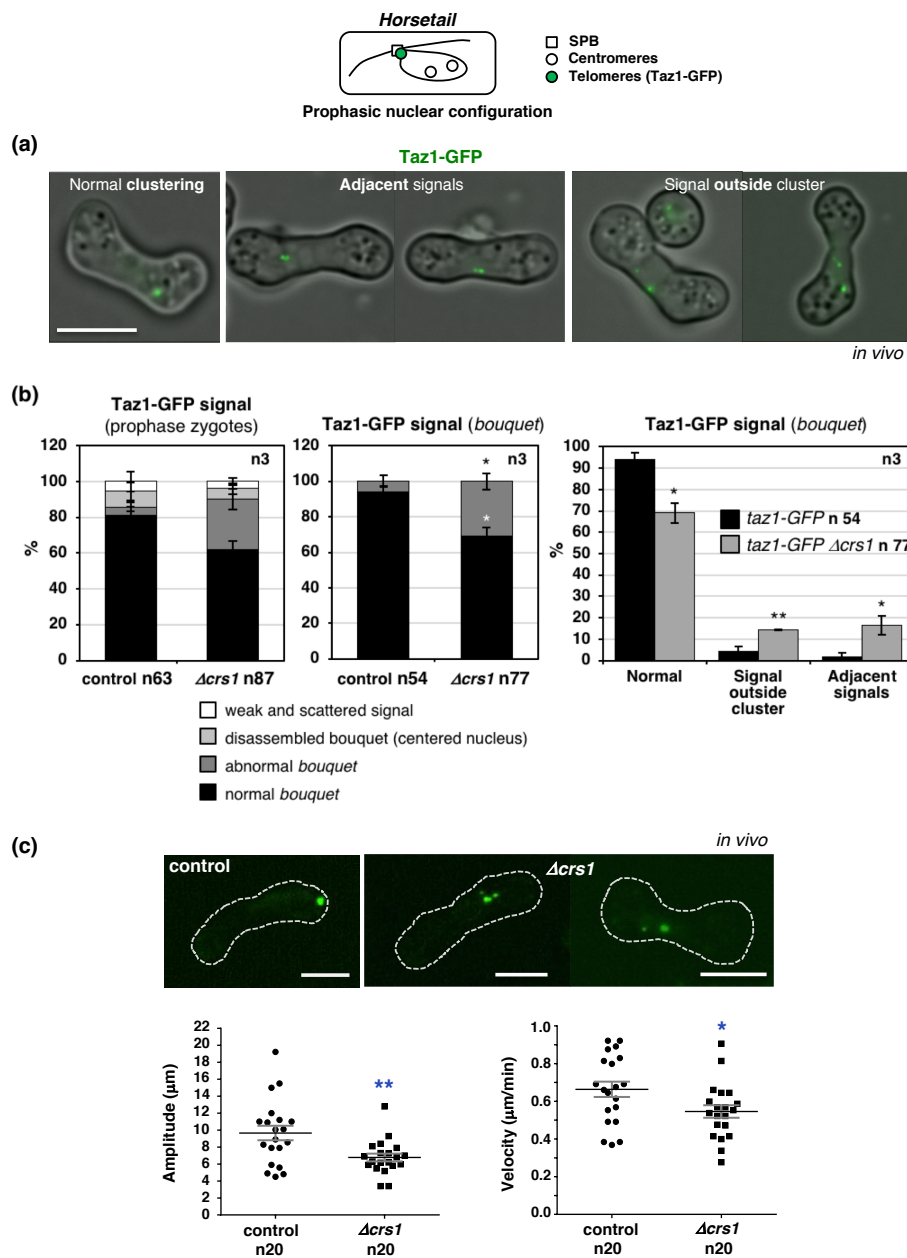 Horsetail
SPB
Centromeres
Telomeres (Taz1-GFP)
Prophasic nuclear configuration
(a)
Taz1-GFP
Normal clustering
Adjacent signals
Signal outside cluster
in vivo
(b)
Taz1-GFP signal
(prophase zygotes)
n3
120
100
80
60
40
20
0
%
control n63
Δcrs1 n87
Taz1-GFP signal (bouquet)
n3
120
100
80
60
40
20
0
*
*
control n54
Δcrs1 n77
Taz1-GFP signal (bouquet)
n3
100
90
80
70
60
50
40
30
20
10
0
%
*
**
*
taz1-GFP n 54
taz1-GFP Δcrs1 n 77
Normal
Signal
outside
cluster
Adjacent
signals
weak and scattered signal
disassembled bouquet (centered nucleus)
abnormal bouquet
normal bouquet
(c)
in vivo
control
Δcrs1
22
20
18
16
14
12
10
8
6
4
2
0
Amplitude (μm)
**
control
n20
Δcrs1
n20
1.0
0.8
0.6
0.4
0.2
0.0
Velocity (μm/min)
*
control
n20
Δcrs1
n20